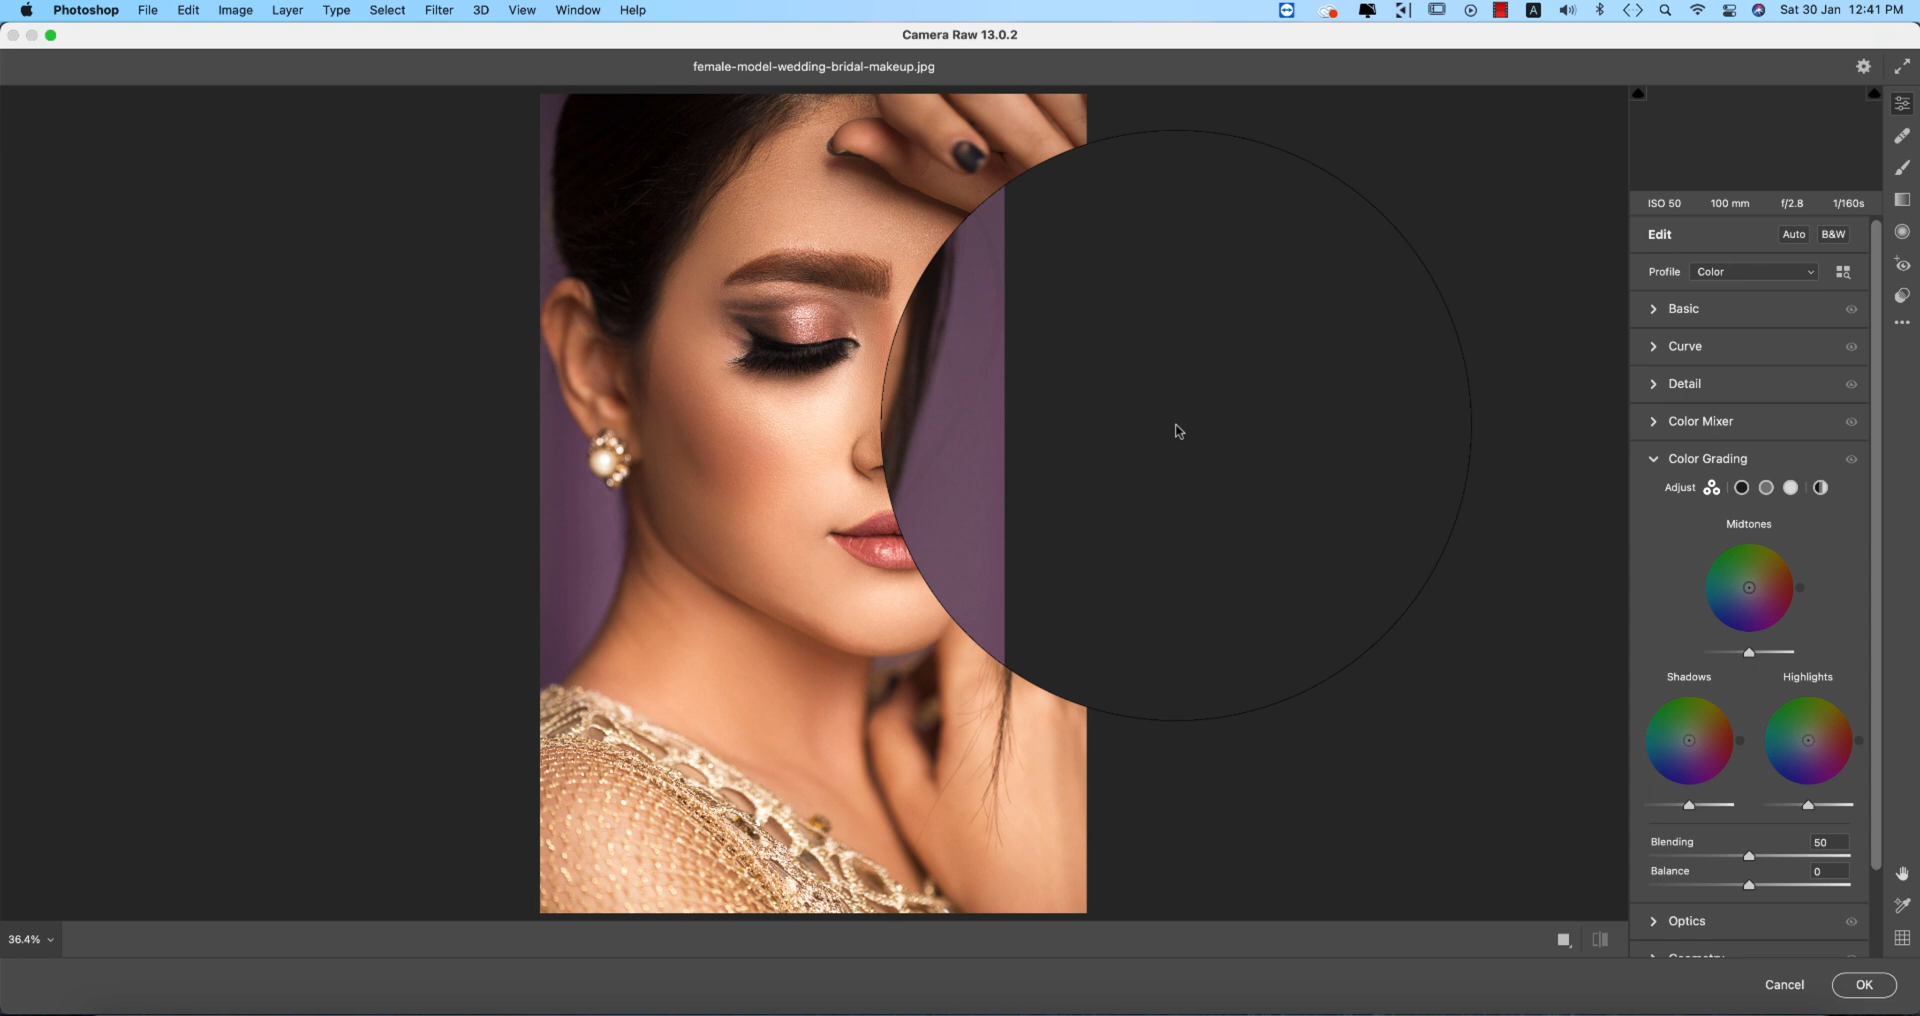 Photoshop File Edit Image Layer Type Select Filter 3D View Window Help A Sat 30 Jan 12:41 PM
Camera Raw 13.0.2
female-model-wedding-bridal-makeup.jpg
ISO 50 100 mm f/2.8 1/160s
Edit Auto B&W
Profile Color
Basic
Curve
Detail
Color Mixer
Color Grading
Adjust
Midtones
Shadows Highlights
Blending 50
Balance 0
Optics
Geometry
36.4%
Cancel OK